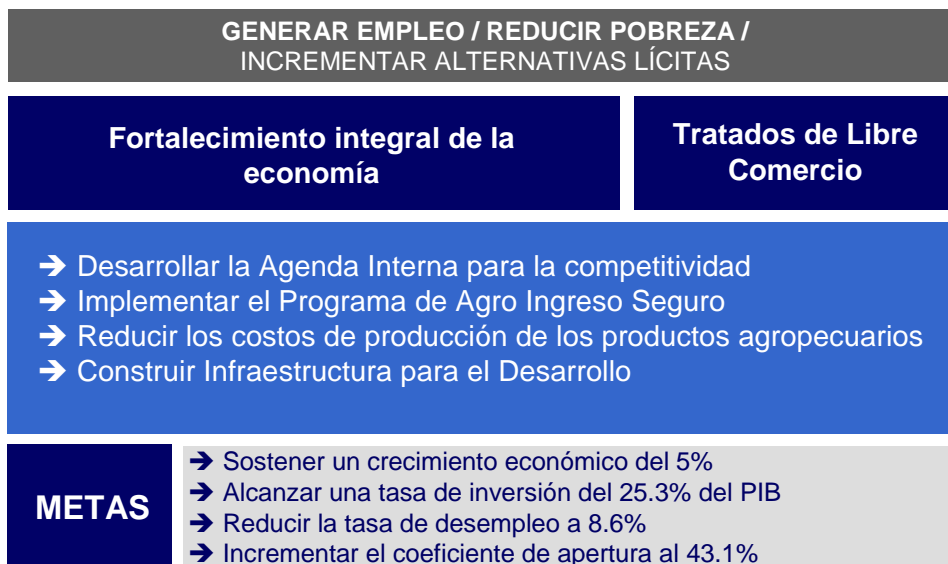 GENERAR EMPLEO / REDUCIR POBREZA /
INCREMENTAR ALTERNATIVAS LÍCITAS
Fortalecimiento integral de la
economía
Tratados de Libre
Comercio
➔ Desarrollar la Agenda Interna para la competitividad
➔ Implementar el Programa de Agro Ingreso Seguro
➔ Reducir los costos de producción de los productos agropecuarios
➔ Construir Infraestructura para el Desarrollo
METAS
➔ Sostener un crecimiento económico del 5%
➔ Alcanzar una tasa de inversión del 25.3% del PIB
➔ Reducir la tasa de desempleo a 8.6%
➔ Incrementar el coeficiente de apertura al 43.1%